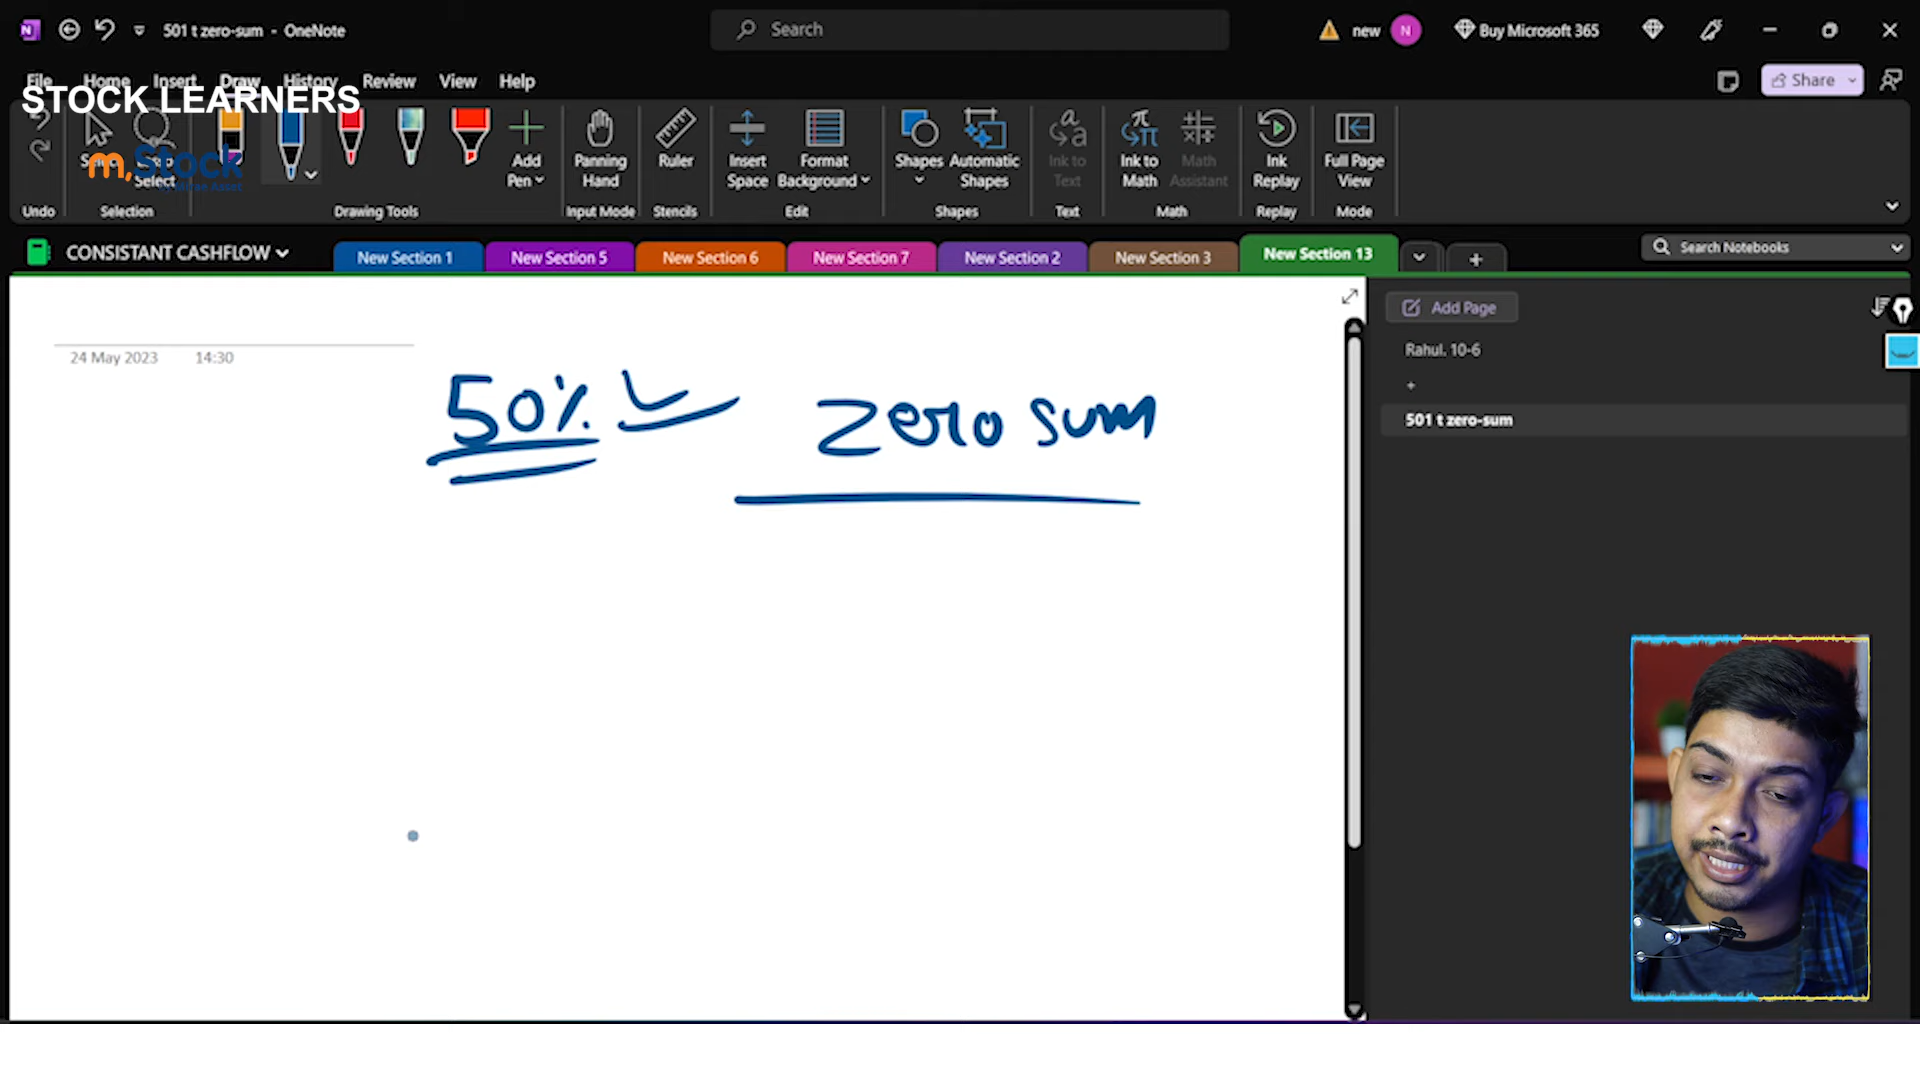 501 t zero-sum - OneNote
Search
new
N
Buy Microsoft 365
File Home Insert Draw History Review View Help
Share
STOCK LEARNERS
m.Stock
Select
Select
Add Pen
Panning Hand
Ruler
Insert Space
Format Background
Shapes
Automatic Shapes
Ink to Text
Ink to Math
Math Assistant
Ink Replay
Full Page View
Undo
Selection
Drawing Tools
Input Mode
Stencils
Edit
Shapes
Text
Math
Replay
Mode
CONSISTANT CASHFLOW
New Section 1
New Section 5
New Section 6
New Section 7
New Section 2
New Section 3
New Section 13
Search Notebooks
Add Page
Rahul. 10-6
+
501 t zero-sum
24 May 2023 14:30
50% zero sum